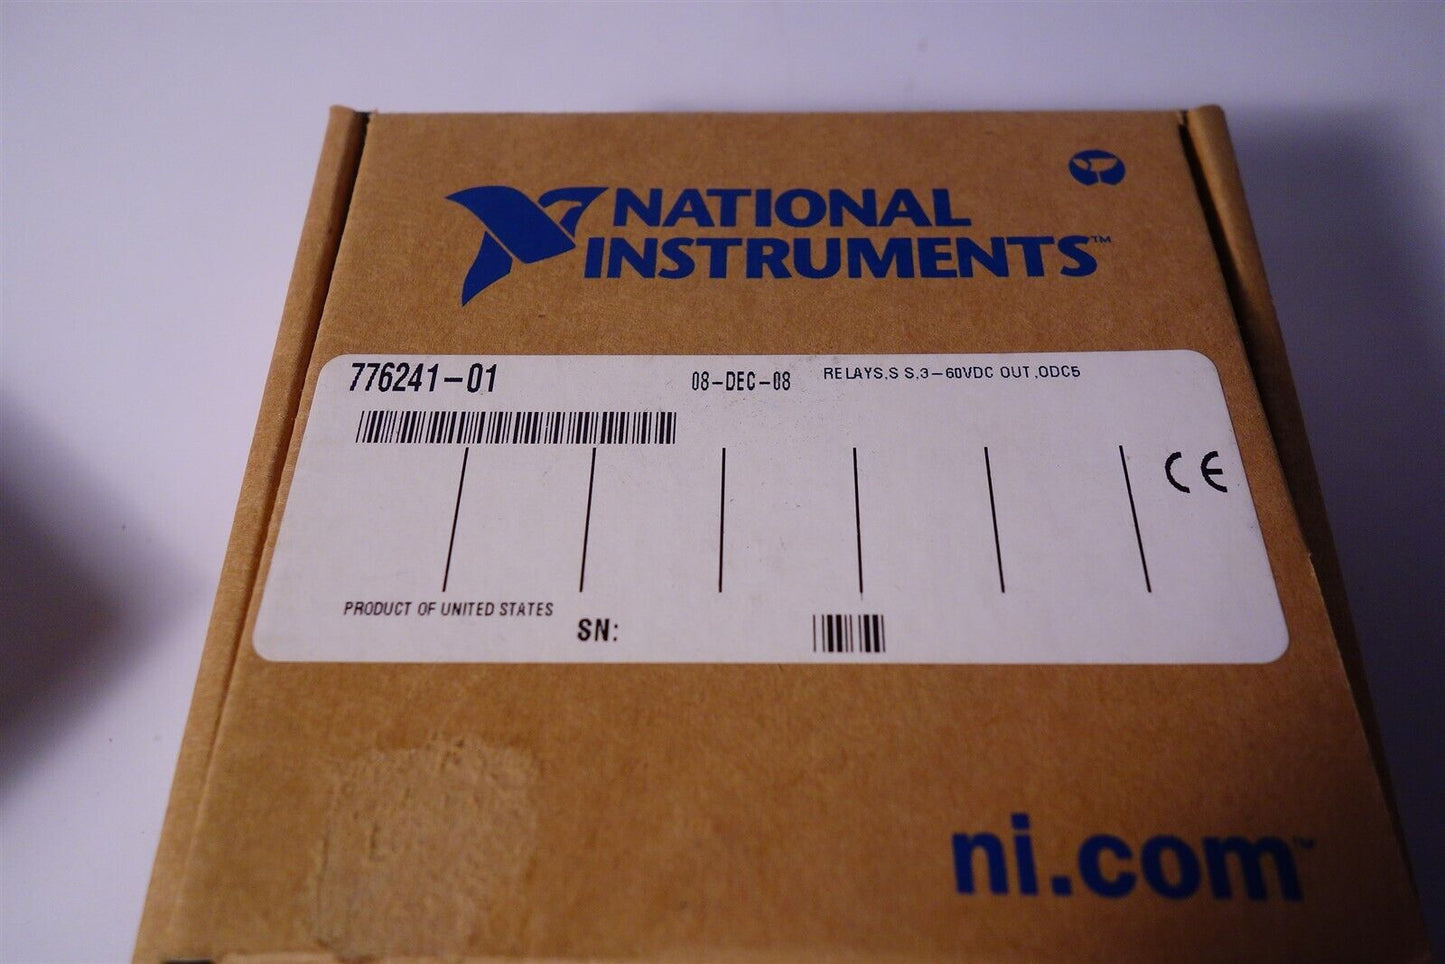 NATIONAL
INSTRUMENTS™
776241-01
08-DEC-08
RELAYS,S S,3-60VDC OUT ,ODC5
CE
PRODUCT OF UNITED STATES
SN:
ni.com™